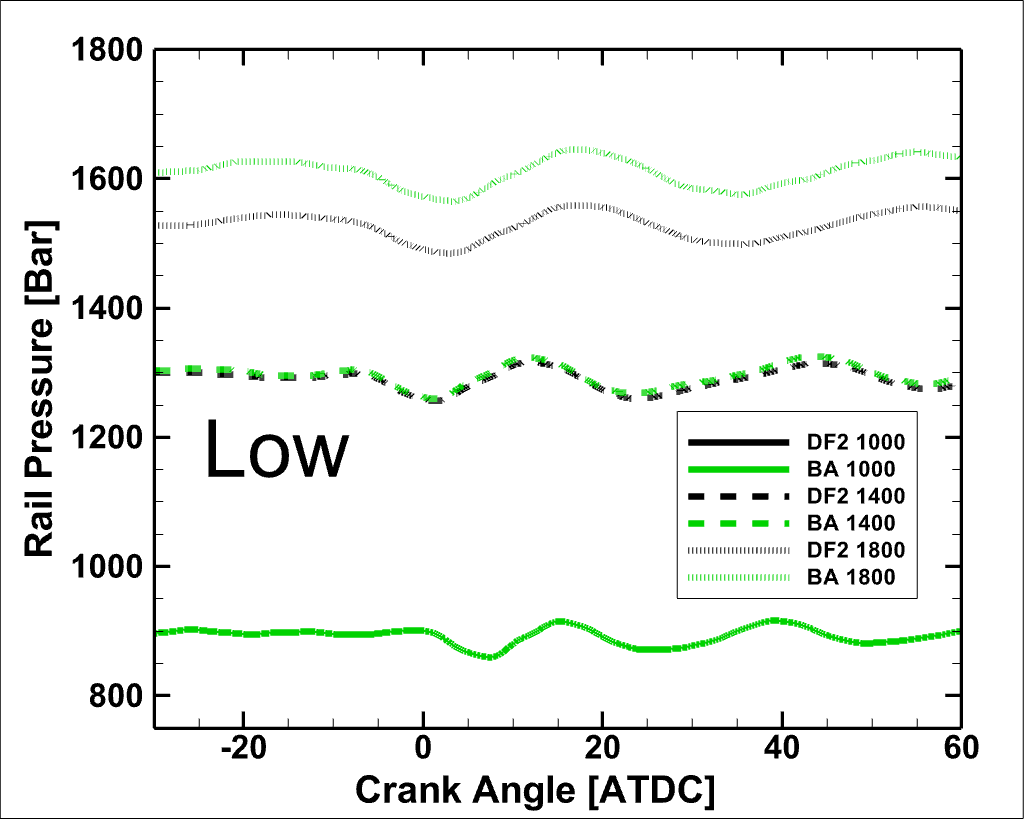 1800
1600
1400
1200
1000
800
Rail Pressure [Bar]
Low
DF2 1000
BA 1000
DF2 1400
BA 1400
DF2 1800
BA 1800
-20 0 20 40 60
Crank Angle [ATDC]